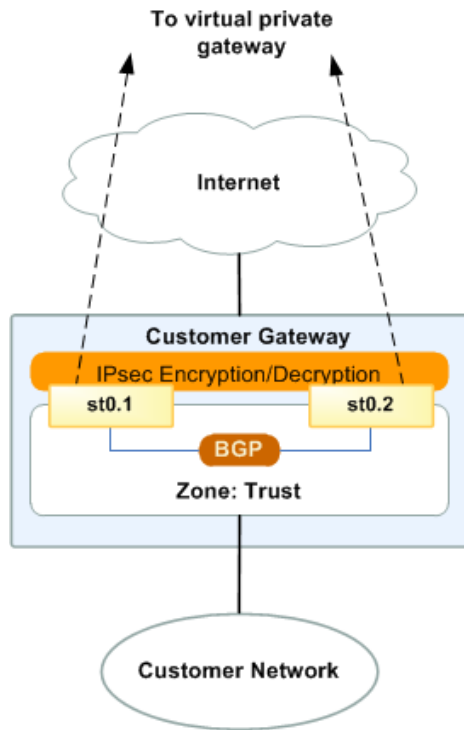 To virtual private
gateway
Internet
Customer Gateway
IPsec Encryption/Decryption
st0.1
st0.2
BGP
Zone: Trust
Customer Network